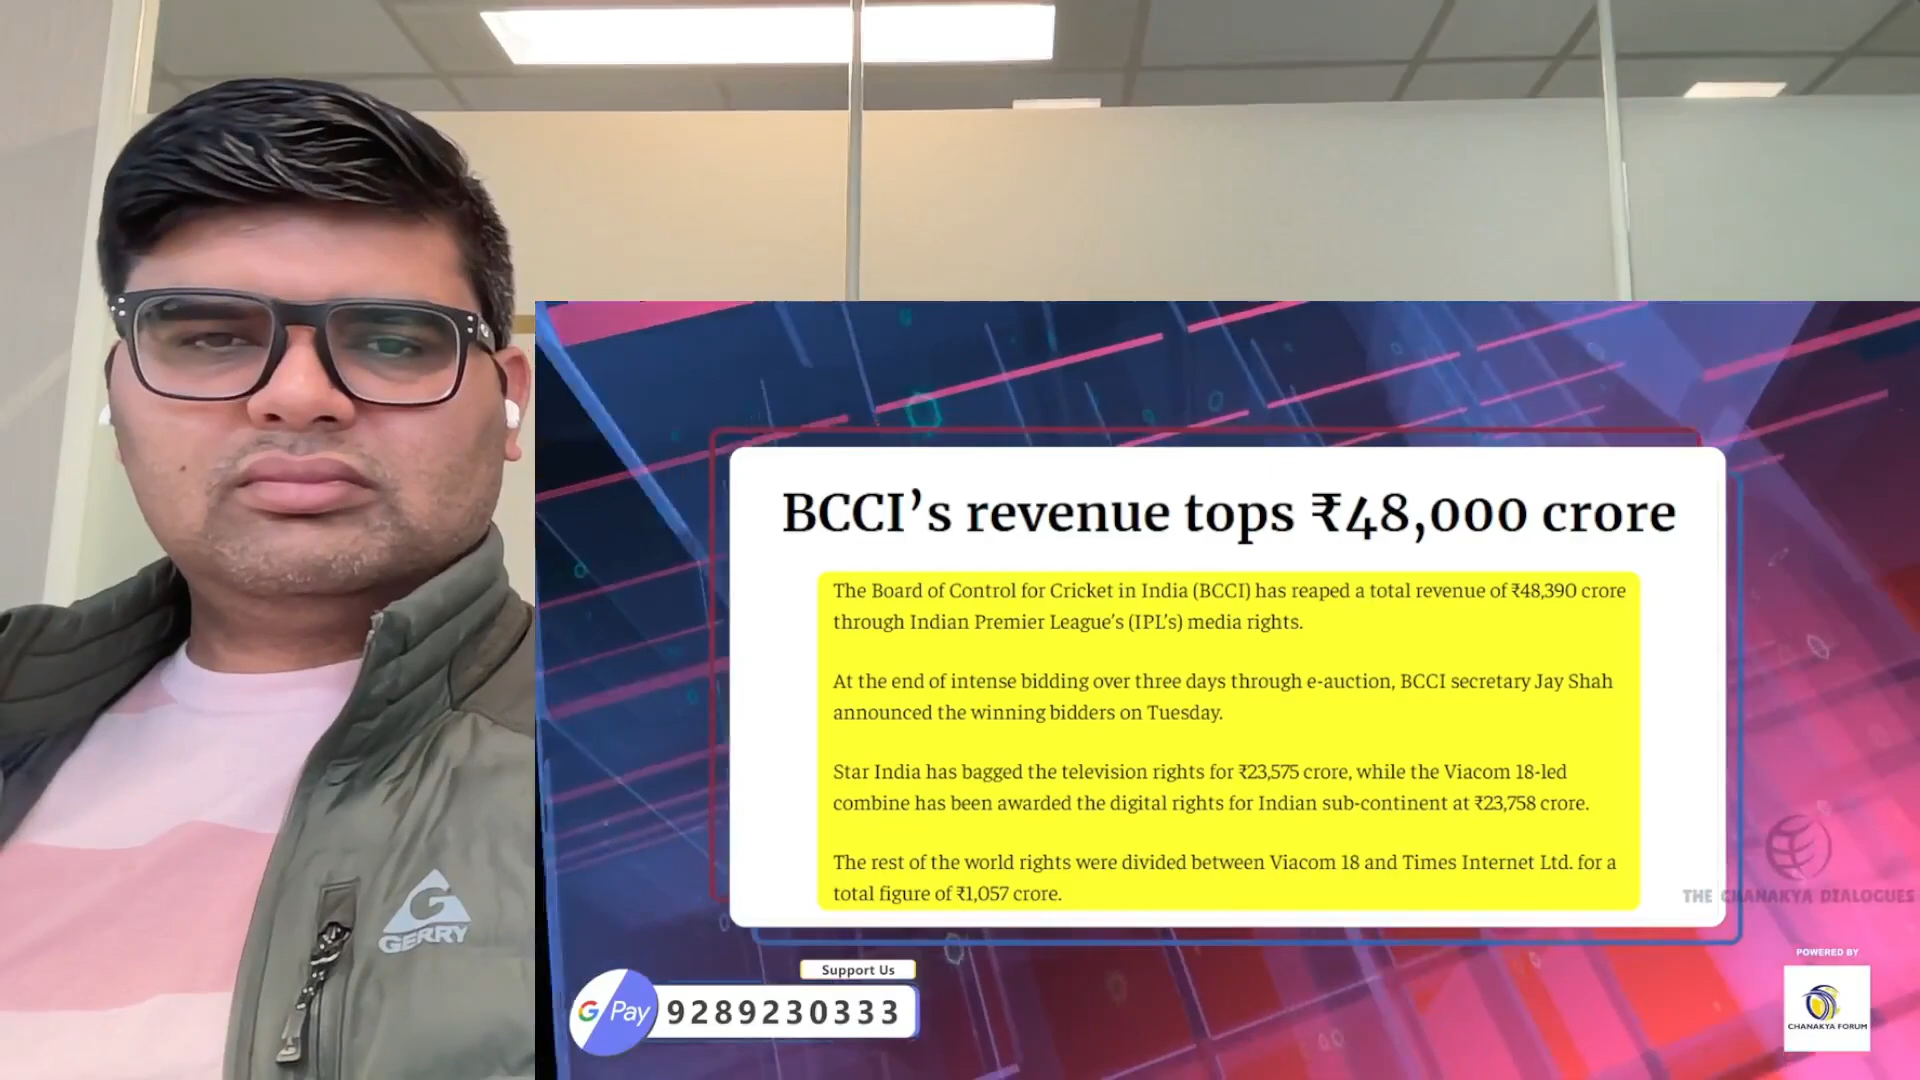 BCCI’s revenue tops ₹48,000 crore
The Board of Control for Cricket in India (BCCI) has reaped a total revenue of ₹48,390 crore
through Indian Premier League’s (IPL’s) media rights.
At the end of intense bidding over three days through e-auction, BCCI secretary Jay Shah
announced the winning bidders on Tuesday.
Star India has bagged the television rights for ₹23,575 crore, while the Viacom 18-led
combine has been awarded the digital rights for Indian sub-continent at ₹23,758 crore.
The rest of the world rights were divided between Viacom 18 and Times Internet Ltd. for a
total figure of ₹1,057 crore.
THE CHANAKYA DIALOGUES
GERRY
Support Us
G Pay 9289230333
POWERED BY
CHANAKYA FORUM